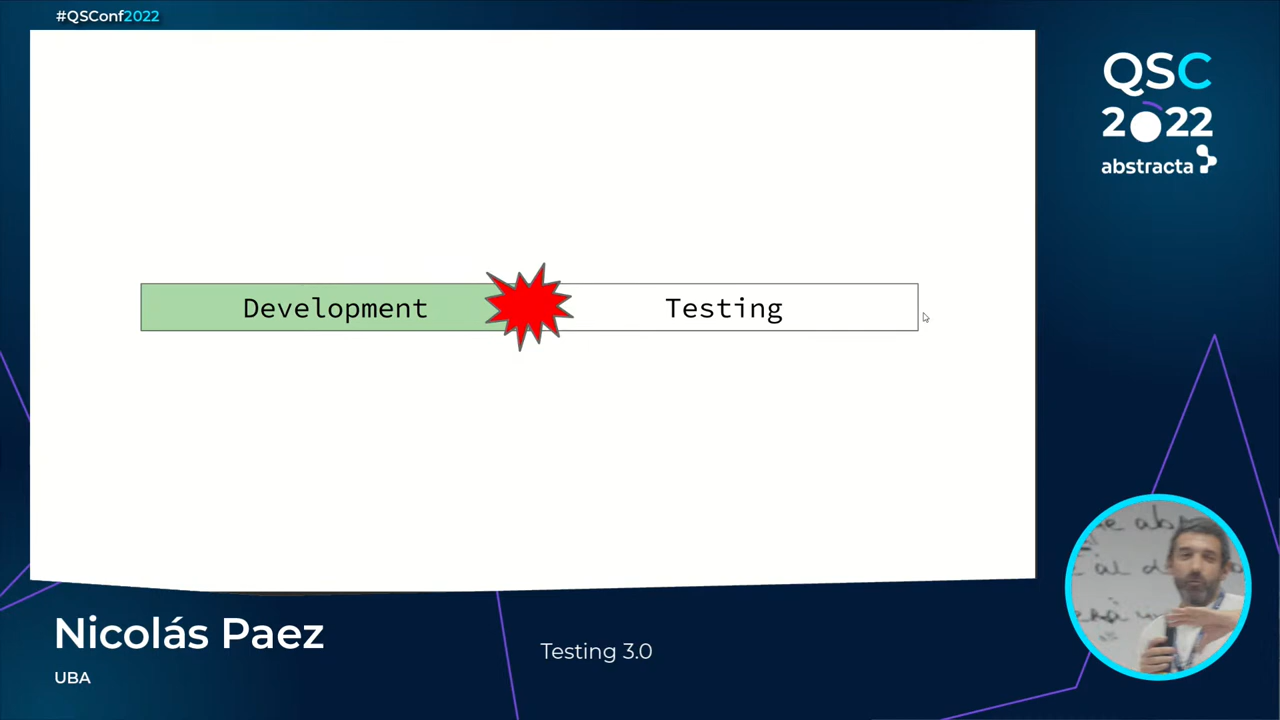 #QSConf2022
QSC
2022
abstracta
Development
Testing
Nicolás Paez
UBA
Testing 3.0